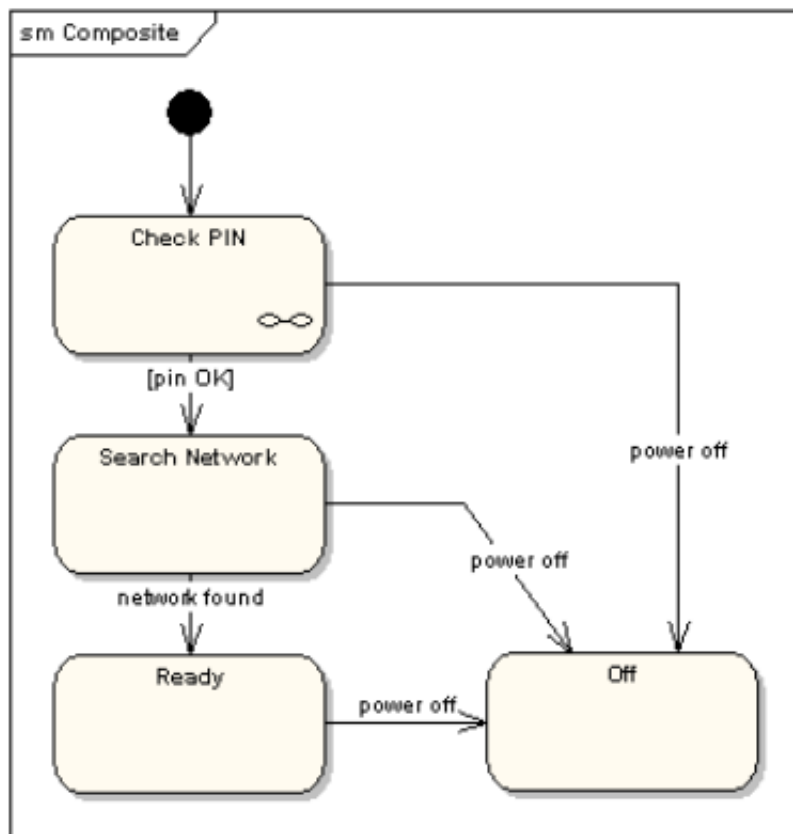 sm Composite
Check PIN
[pin OK]
Search Network
power off
power off
network found
Ready
power off
Off